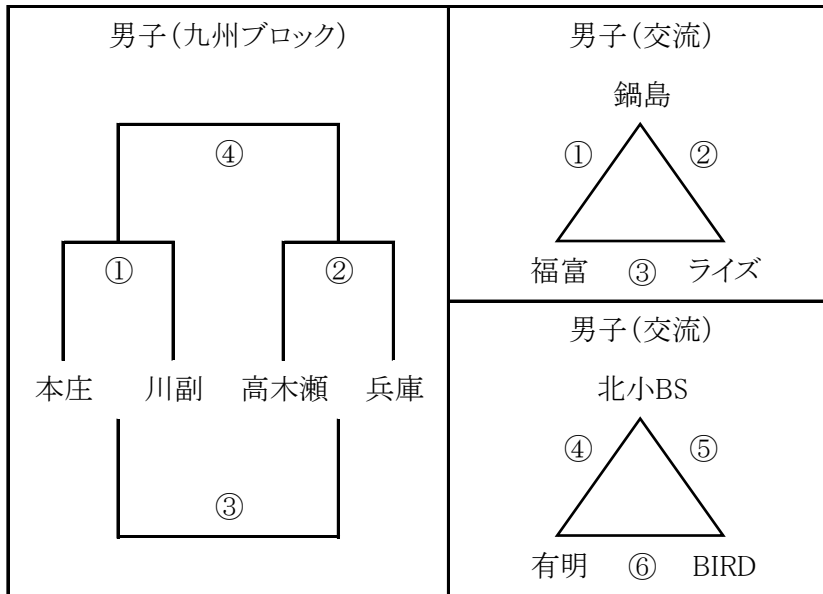 男子（九州ブロック）
④
① ②
本庄 川副 高木瀬 兵庫
③
男子（交流）
鍋島
① ②
福富 ③ ライズ
男子（交流）
北小BS
④ ⑤
有明 ⑥ BIRD